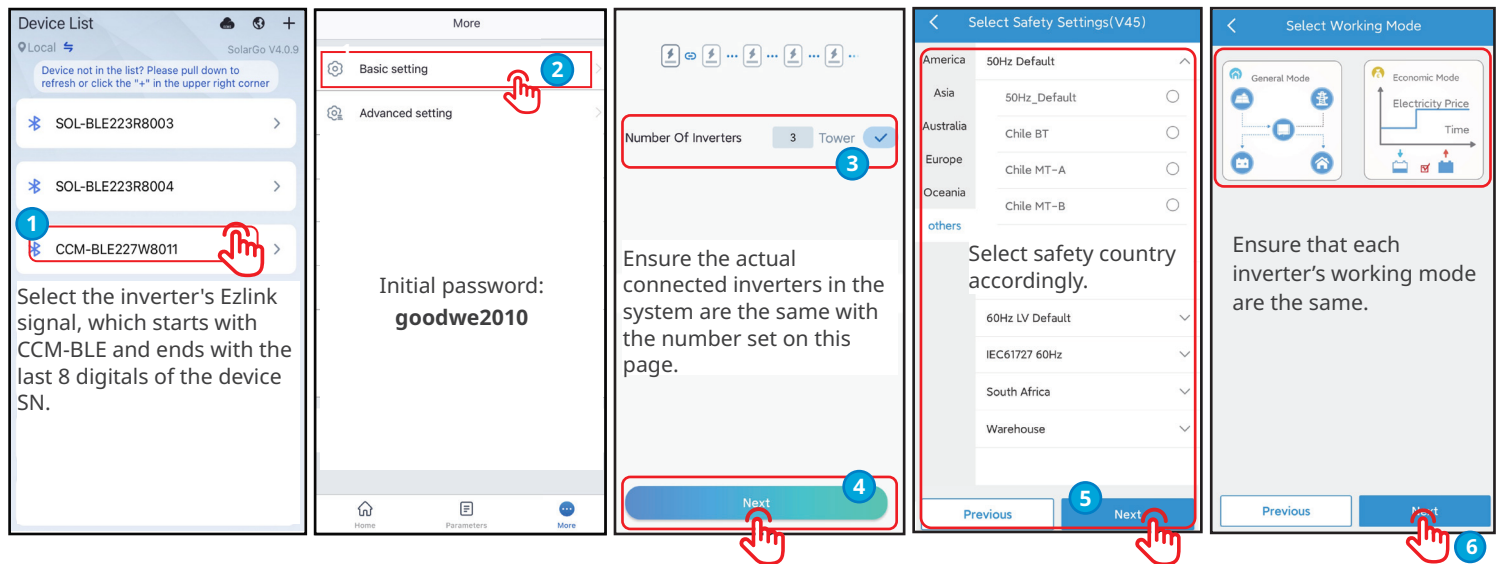 Device List
Local
SolarGo V4.0.9
Device not in the list? Please pull down to
refresh or click the "+" in the upper right corner
SOL-BLE223R8003
SOL-BLE223R8004
1
CCM-BLE227W8011
Select the inverter's Ezlink
signal, which starts with
CCM-BLE and ends with the
last 8 digitals of the device
SN.
More
Basic setting
2
Advanced setting
Initial password:
goodwe2010
Home
Parameters
More
Number Of Inverters 3 Tower
3
Ensure the actual
connected inverters in the
system are the same with
the number set on this
page.
4
Next
Select Safety Settings(V45)
America
Asia
Australia
Europe
Oceania
others
50Hz Default
50Hz_Default
Chile BT
Chile MT-A
Chile MT-B
Select safety country
accordingly.
60Hz LV Default
IEC61727 60Hz
South Africa
Warehouse
5
Previous
Next
Select Working Mode
General Mode
Economic Mode
Electricity Price
Time
Ensure that each
inverter's working mode
are the same.
Previous
Next
6